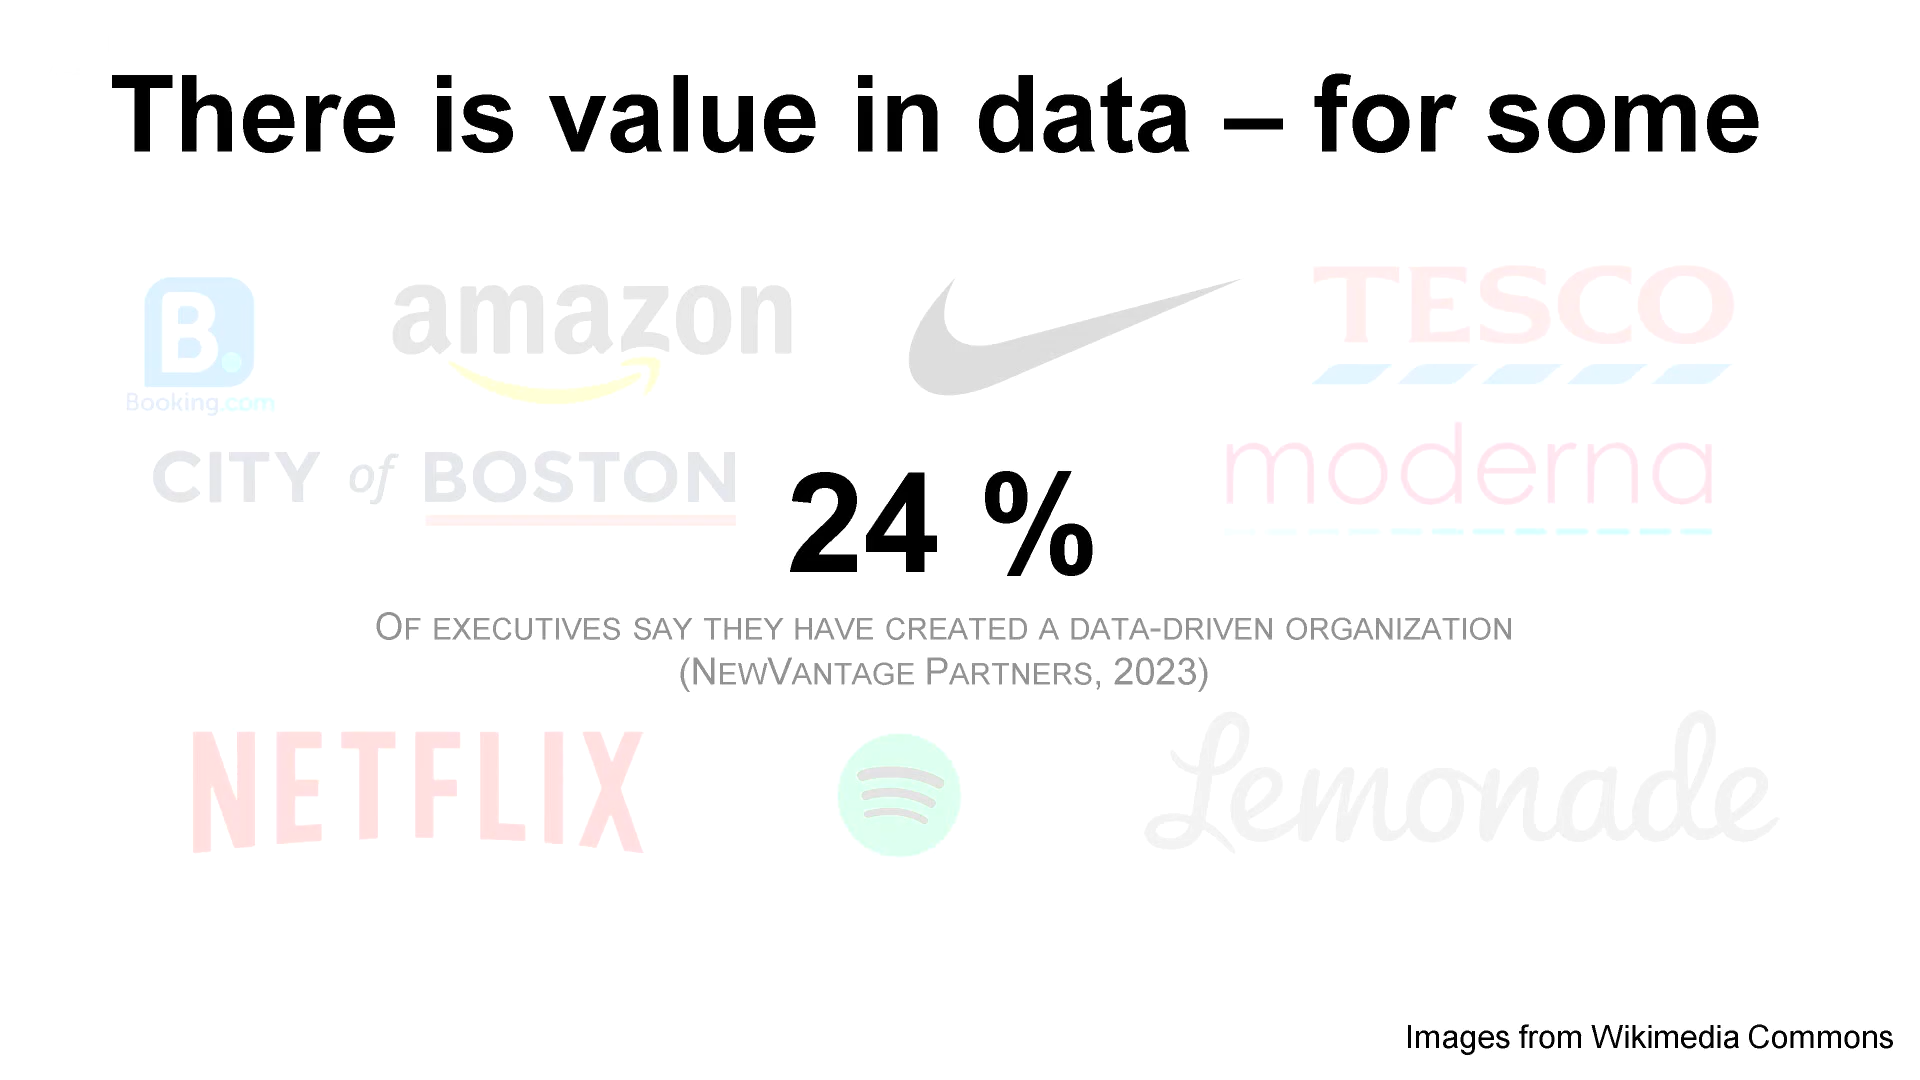 There is value in data – for some
B.
Booking.com
amazon
TESCO
CITY of BOSTON
moderna
24 %
OF EXECUTIVES SAY THEY HAVE CREATED A DATA-DRIVEN ORGANIZATION
(NEWVANTAGE PARTNERS, 2023)
NETFLIX
Lemonade
Images from Wikimedia Commons